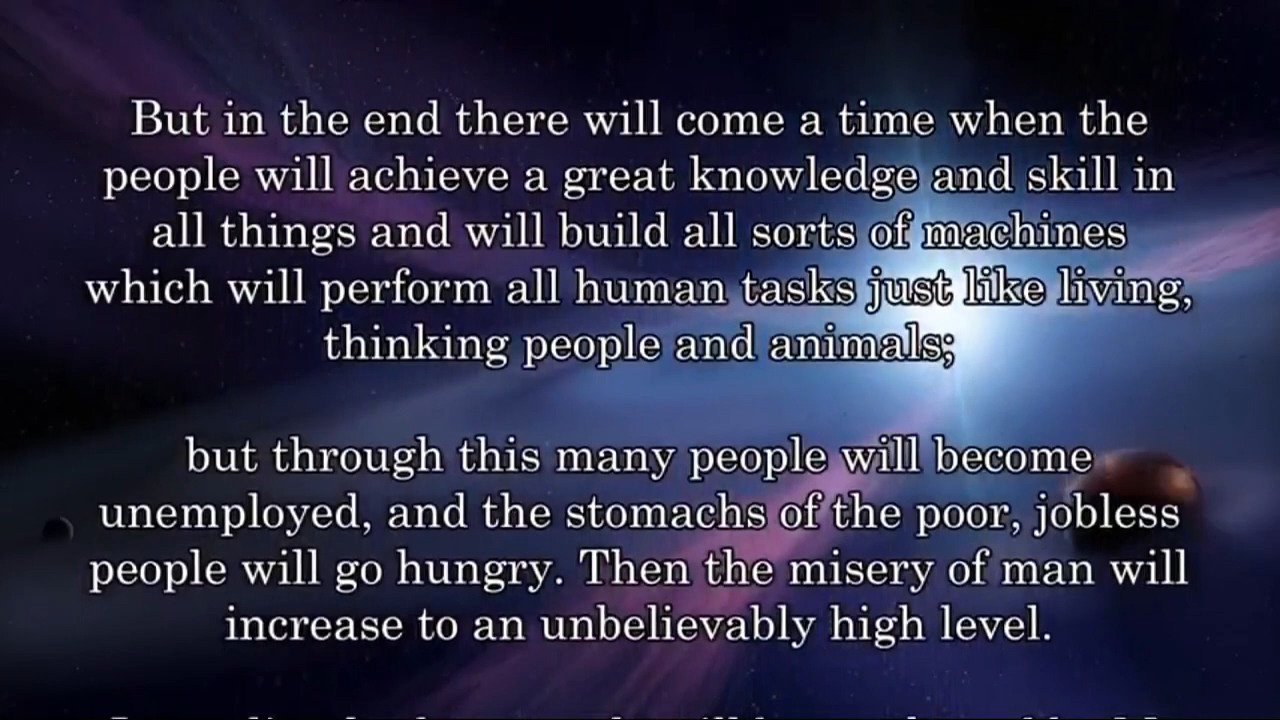 But in the end there will come a time when the
people will achieve a great knowledge and skill in
all things and will build all sorts of machines
which will perform all human tasks just like living,
thinking people and animals;
but through this many people will become
unemployed, and the stomachs of the poor, jobless
people will go hungry. Then the misery of man will
increase to an unbelievably high level.